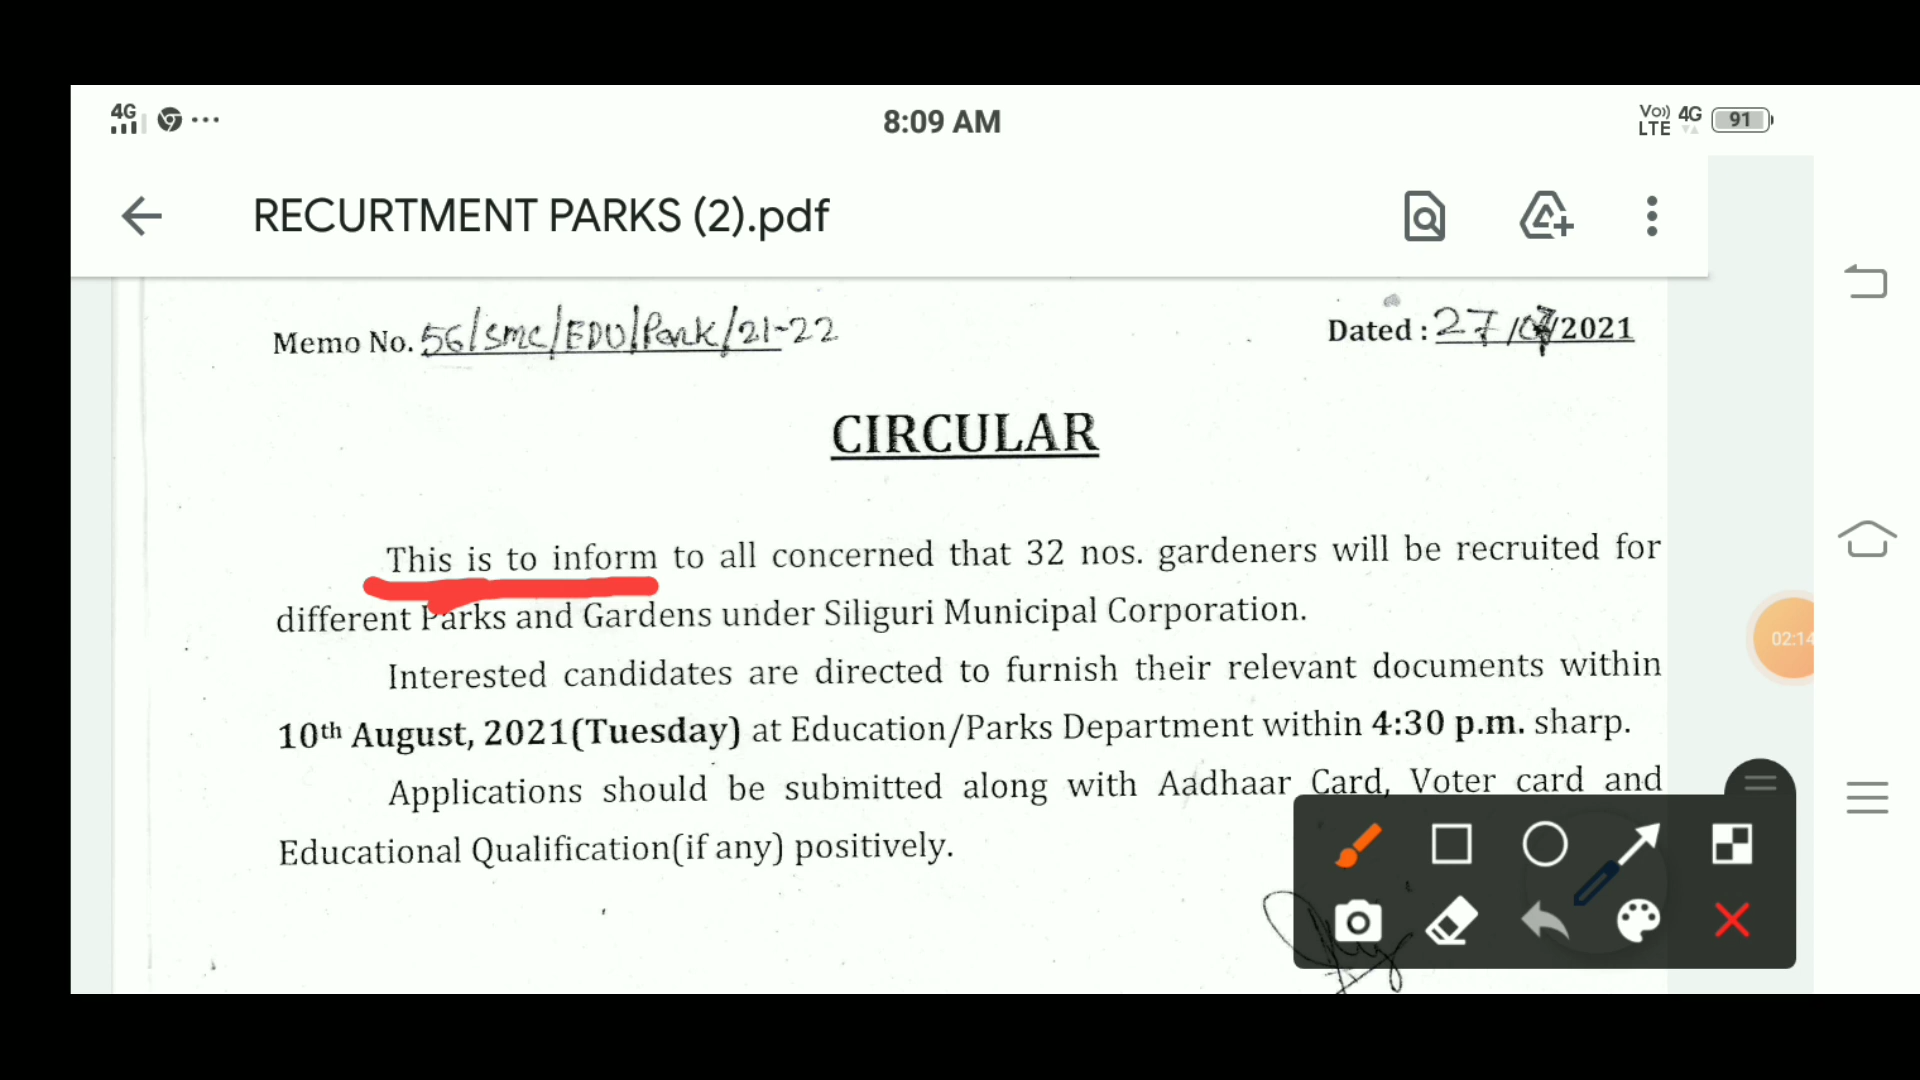 4G ... 8:09 AM Vo)) LTE 4G 91
RECURTMENT PARKS (2).pdf
Memo No. 56/SMC/EDU/Park/21-22 Dated : 27/07/2021
CIRCULAR
This is to inform to all concerned that 32 nos. gardeners will be recruited for
different Parks and Gardens under Siliguri Municipal Corporation.
02:14
Interested candidates are directed to furnish their relevant documents within
10th August, 2021(Tuesday) at Education/Parks Department within 4:30 p.m. sharp.
Applications should be submitted along with Aadhaar Card, Voter card and
Educational Qualification(if any) positively.